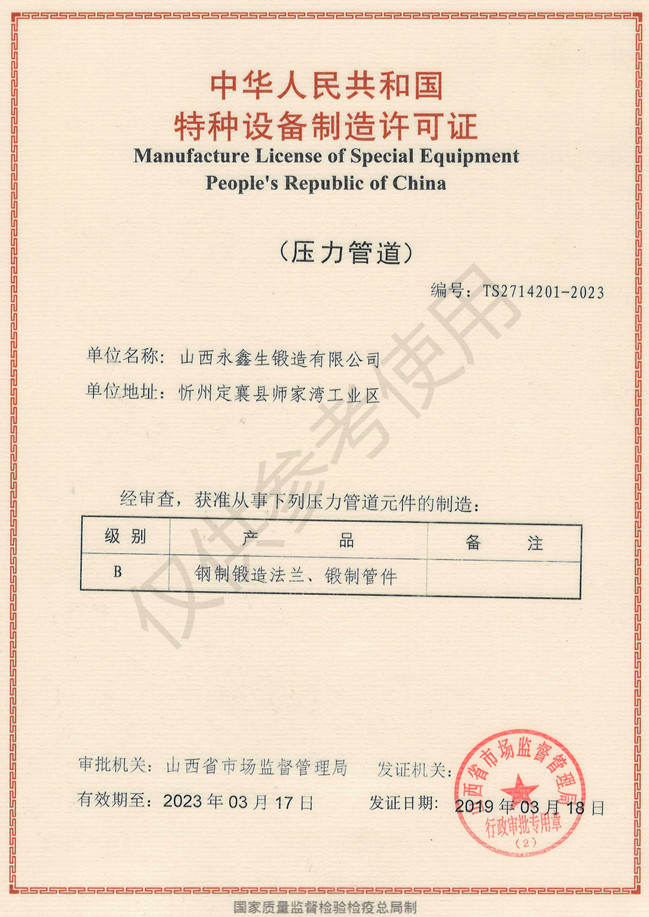 中华人民共和国
特种设备制造许可证
Manufacture License of Special Equipment
People's Republic of China
（压力管道）
编号：TS2714201-2023
单位名称：山西永鑫生锻造有限公司
单位地址：忻州定襄县师家湾工业区
经审查，获准从事下列压力管道元件的制造：
级别 产品 备注
B 钢制锻造法兰、锻制管件
审批机关：山西省市场监督管理局 发证机关：
有效期至：2023 年 03 月 17 日 发证日期：2019 年 03 月 18 日
山西省市场监督管理局
行政审批专用章
（2）
国家质量监督检验检疫总局制
仅供参考使用